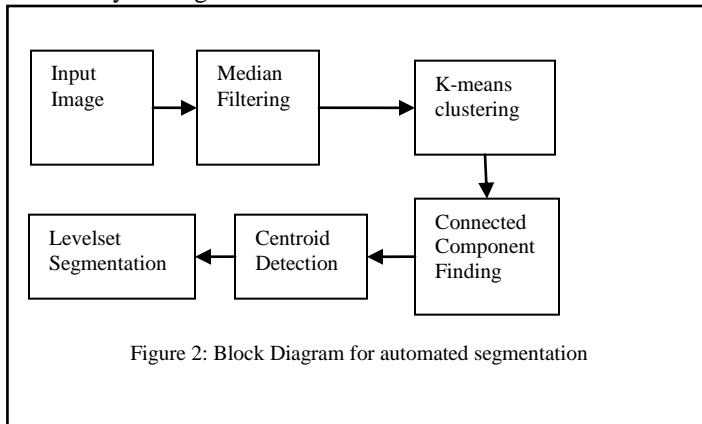 Input
Image
Median
Filtering
K-means
clustering
Connected
Component
Finding
Centroid
Detection
Levelset
Segmentation
Figure 2: Block Diagram for automated segmentation